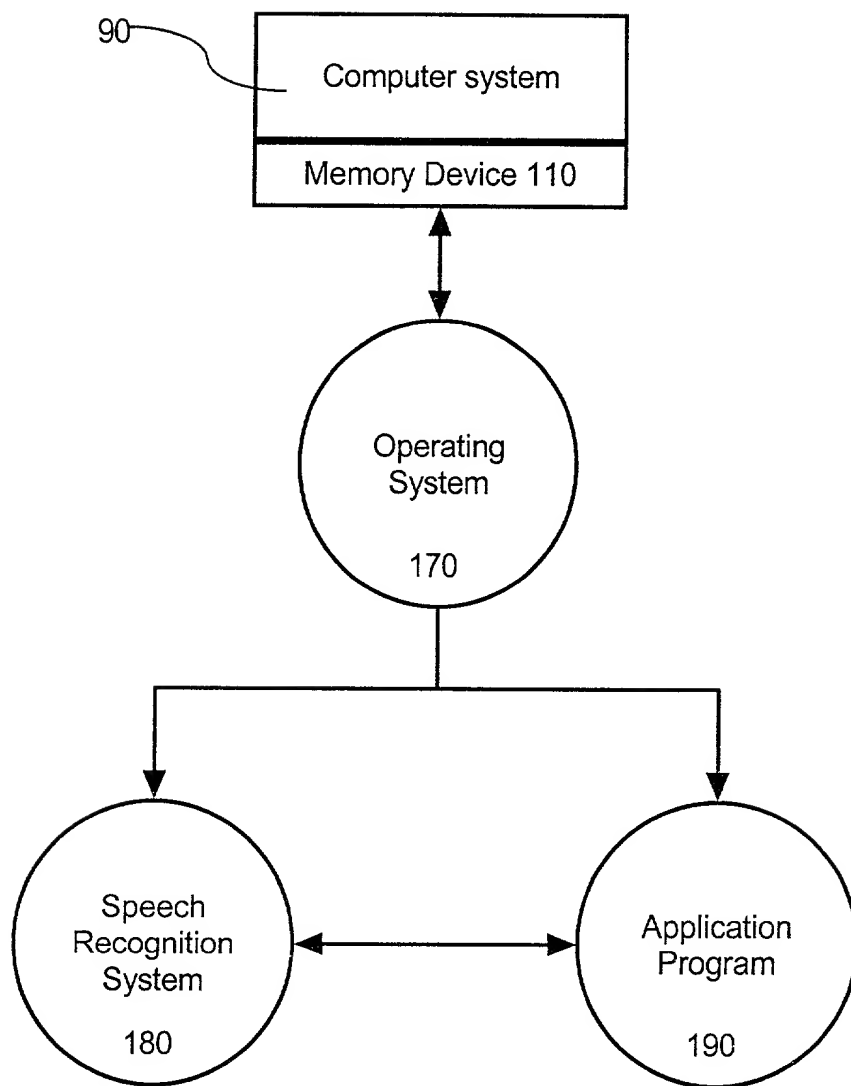 90
Computer system
Memory Device 110
Operating
System
170
Speech
Recognition
System
180
Application
Program
190